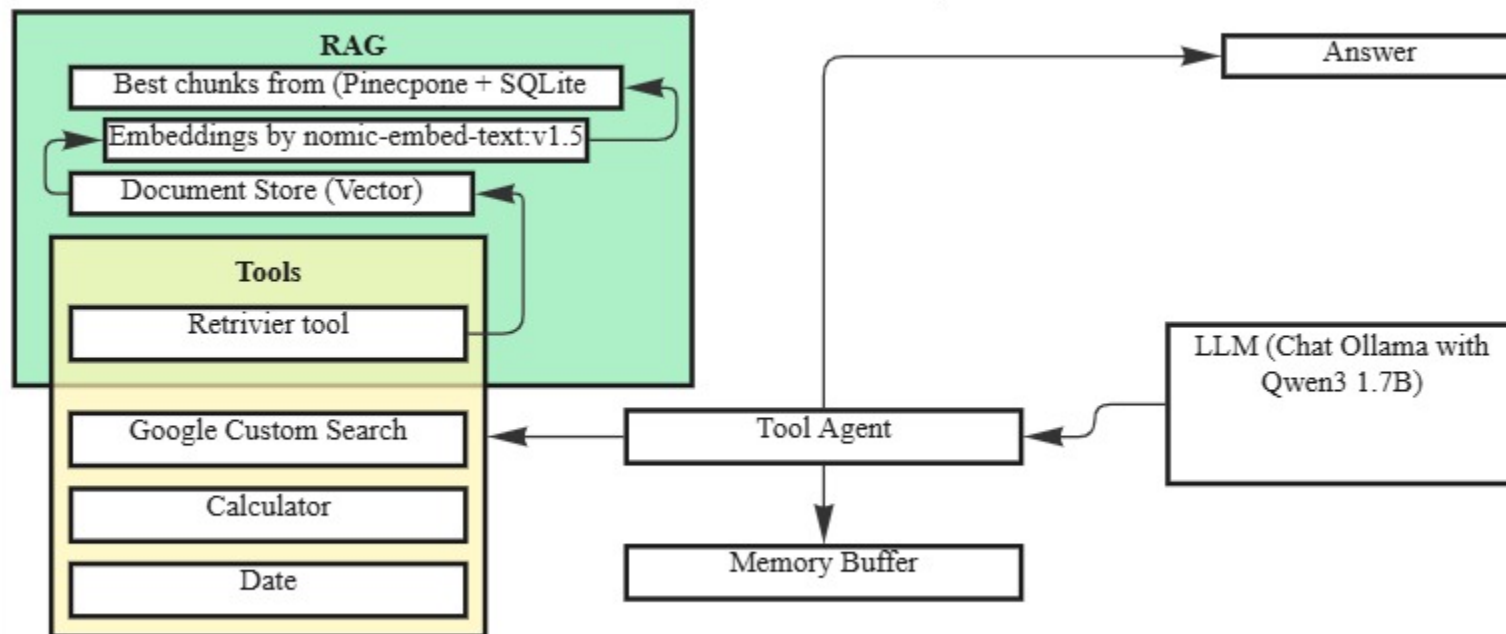 RAG
Best chunks from (Pinecpone + SQLite
Embeddings by nomic-embed-text:v1.5
Document Store (Vector)
Tools
Retrivier tool
Google Custom Search
Calculator
Date
Tool Agent
Memory Buffer
Answer
LLM (Chat Ollama with
Qwen3 1.7B)